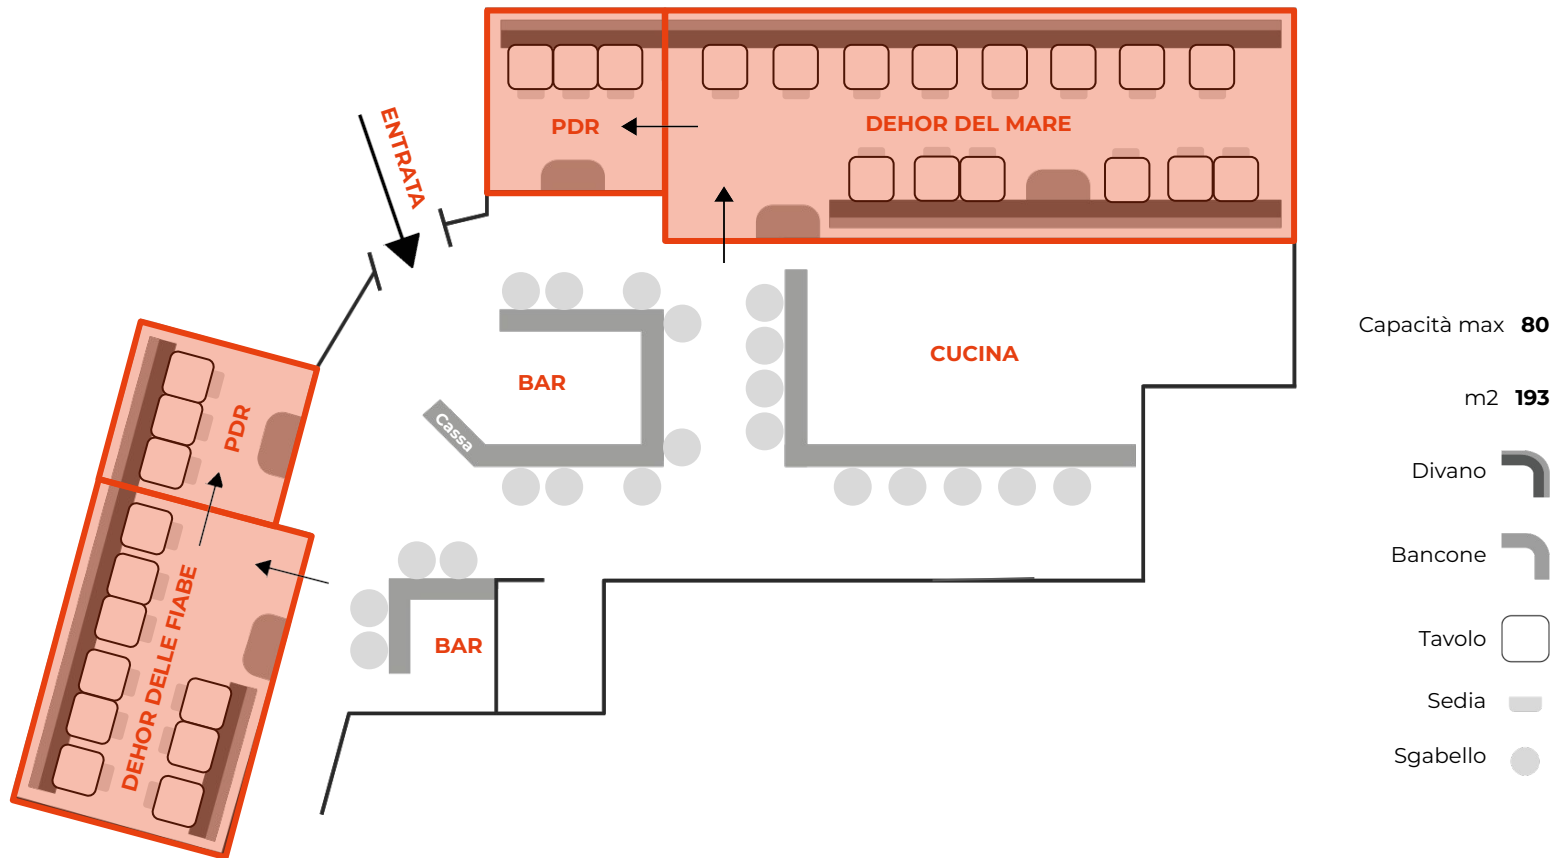 ENTRATA
PDR
DEHOR DEL MARE
BAR
Cassa
CUCINA
PDR
DEHOR DELLE FIABE
BAR
Capacità max 80
m2 193
Divano
Bancone
Tavolo
Sedia
Sgabello